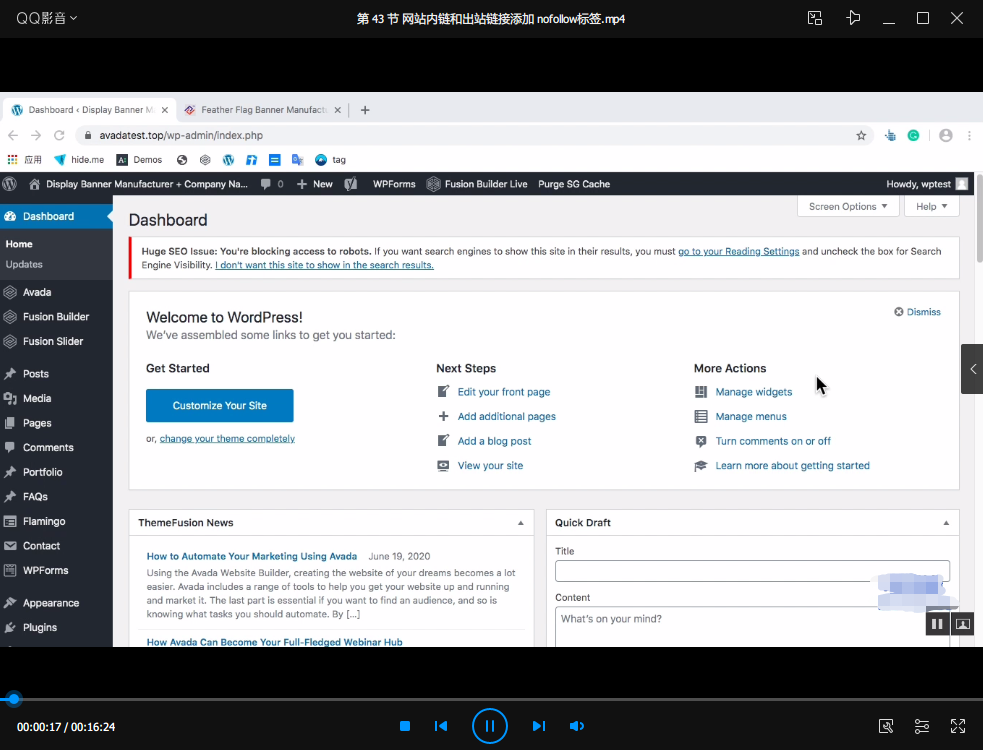 QQ影音
第 43 节 网站内链和出站链接添加 nofollow标签.mp4
Dashboard ‹ Display Banner M
Feather Flag Banner Manufact
avadatest.top/wp-admin/index.php
应用
hide.me
Demos
tag
Display Banner Manufacturer + Company Na...
0
New
WPForms
Fusion Builder Live
Purge SG Cache
Howdy, wptest
Dashboard
Home
Updates
Avada
Fusion Builder
Fusion Slider
Posts
Media
Pages
Comments
Portfolio
FAQs
Flamingo
Contact
WPForms
Appearance
Plugins
Screen Options
Help
Dashboard
Huge SEO Issue: You're blocking access to robots. If you want search engines to show this site in their results, you must go to your Reading Settings and uncheck the box for Search
Engine Visibility. I don't want this site to show in the search results.
Welcome to WordPress!
We've assembled some links to get you started:
Dismiss
Get Started
Customize Your Site
or, change your theme completely
Next Steps
Edit your front page
Add additional pages
Add a blog post
View your site
More Actions
Manage widgets
Manage menus
Turn comments on or off
Learn more about getting started
ThemeFusion News
How to Automate Your Marketing Using Avada June 19, 2020
Using the Avada Website Builder, creating the website of your dreams becomes a lot
easier. Avada includes a range of tools to help you get your website up and running
and market it. The last part is essential if you want to find an audience, and so is
knowing what tasks you should automate. By [...]
How Avada Can Become Your Full-Fledged Webinar Hub
Quick Draft
Title
Content
What's on your mind?
00:00:17 / 00:16:24